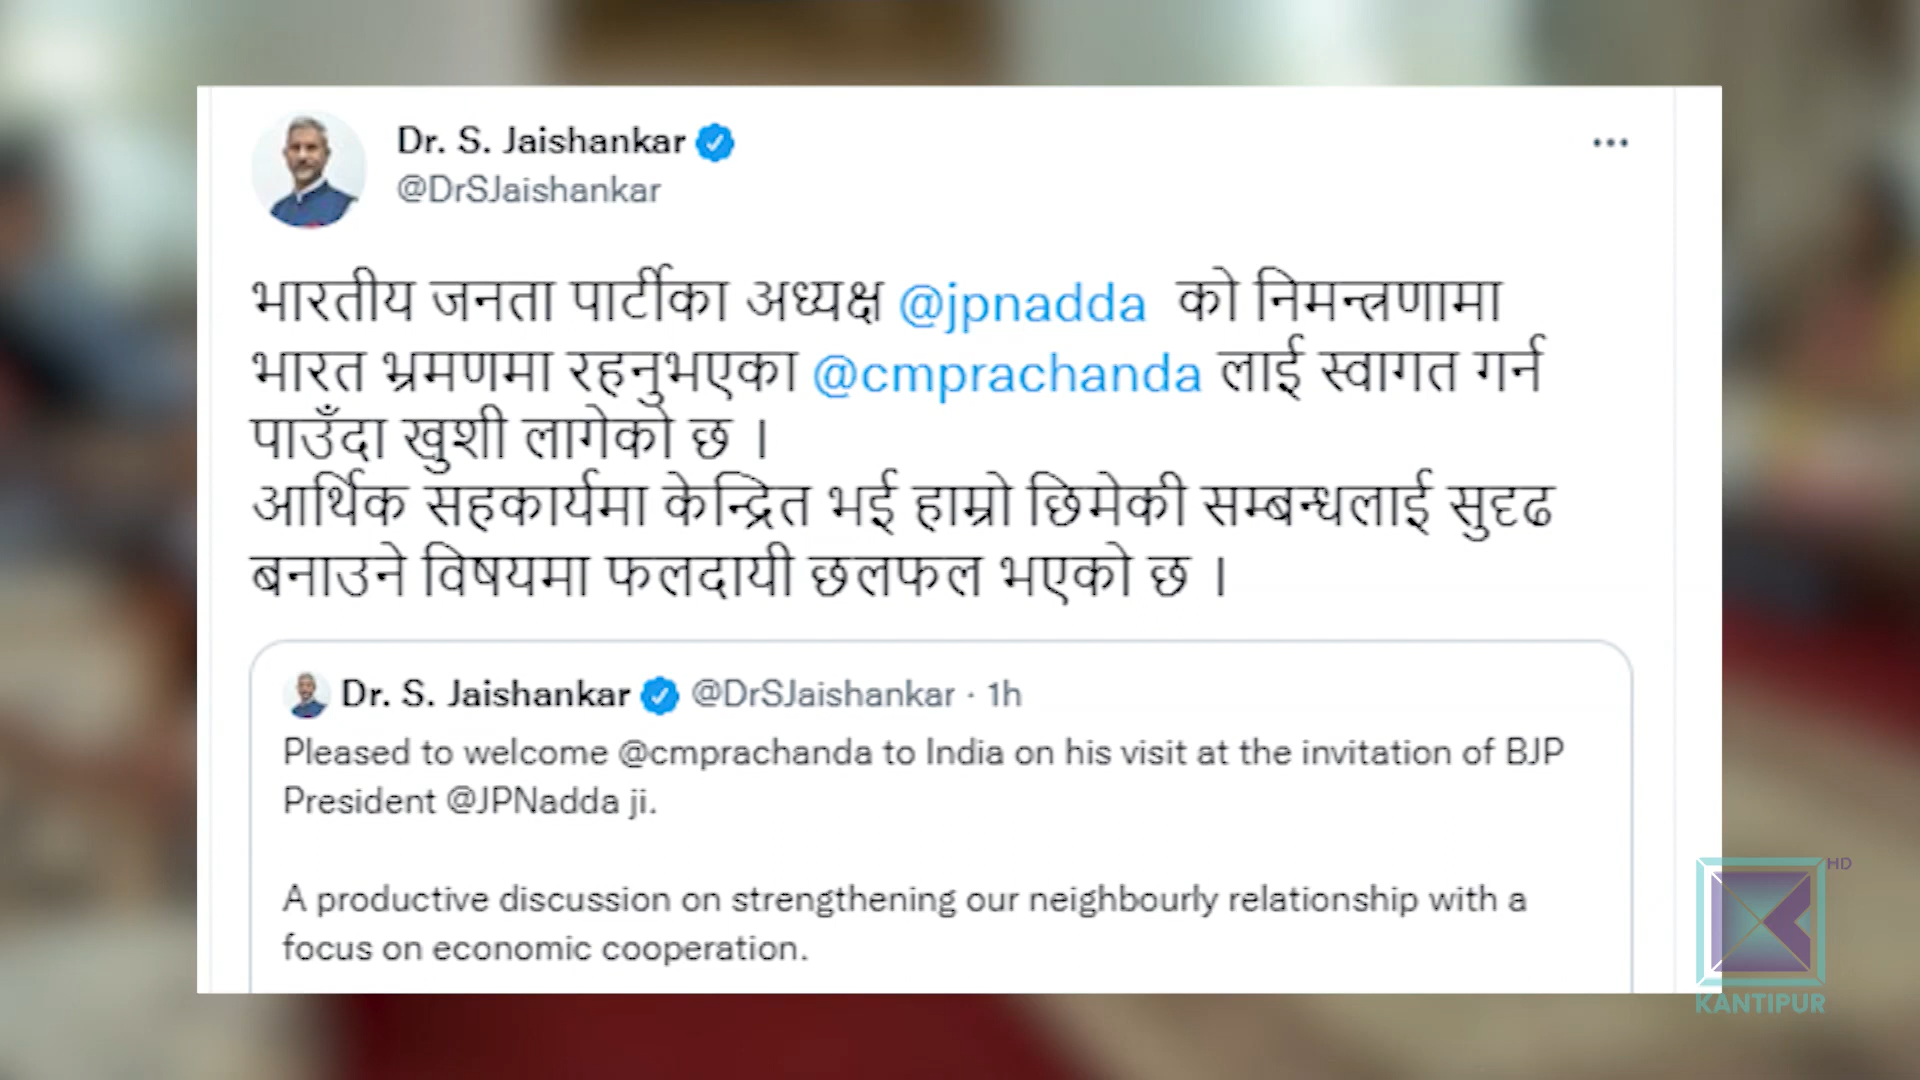 Dr. S. Jaishankar
@DrSJaishankar
भारतीय जनता पार्टीका अध्यक्ष @jpnadda को निमन्त्रणामा
भारत भ्रमणमा रहनुभएका @cmprachanda लाई स्वागत गर्न
पाउँदा खुशी लागेको छ ।
आर्थिक सहकार्यमा केन्द्रित भई हाम्रो छिमेकी सम्बन्धलाई सुदृढ
बनाउने विषयमा फलदायी छलफल भएको छ ।
Dr. S. Jaishankar @DrSJaishankar · 1h
Pleased to welcome @cmprachanda to India on his visit at the invitation of BJP
President @JPNadda ji.
A productive discussion on strengthening our neighbourly relationship with a
focus on economic cooperation.
HD
KANTIPUR